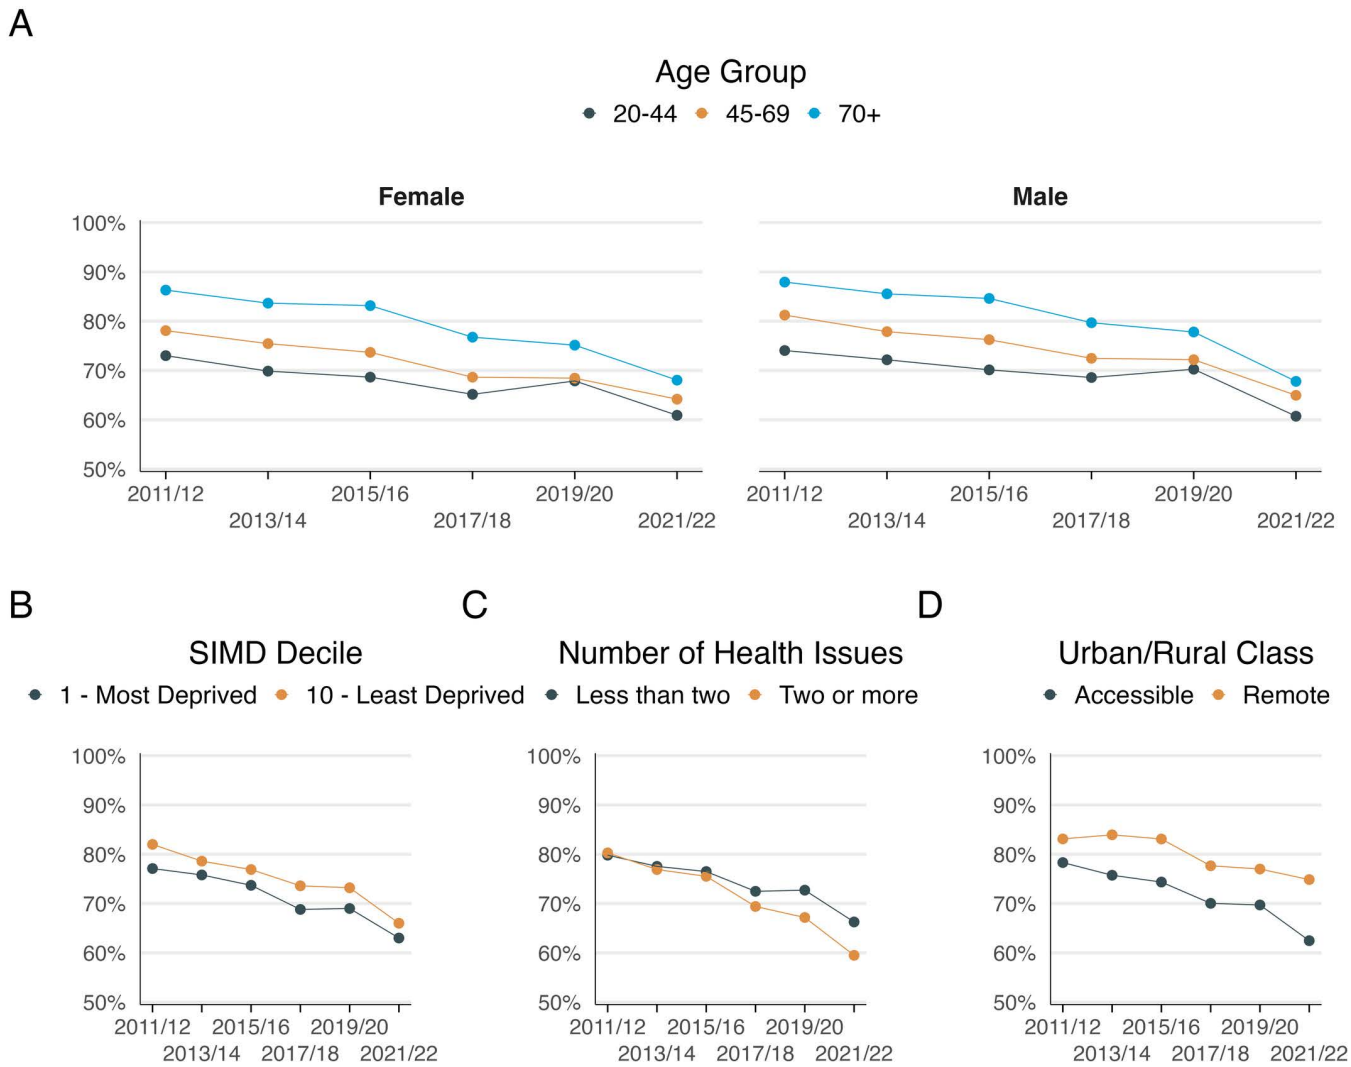 A
Age Group
20-44 45-69 70+
Female Male
100%
90%
80%
70%
60%
50%
2011/12 2015/16 2019/20 2011/12 2015/16 2019/20
2013/14 2017/18 2021/22 2013/14 2017/18 2021/22
B C D
SIMD Decile Number of Health Issues Urban/Rural Class
1 - Most Deprived 10 - Least Deprived Less than two Two or more Accessible Remote
100% 100% 100%
90% 90% 90%
80% 80% 80%
70% 70% 70%
60% 60% 60%
50% 50% 50%
2011/12 2015/16 2019/20 2011/12 2015/16 2019/20 2011/12 2015/16 2019/20
2013/14 2017/18 2021/22 2013/14 2017/18 2021/22 2013/14 2017/18 2021/22